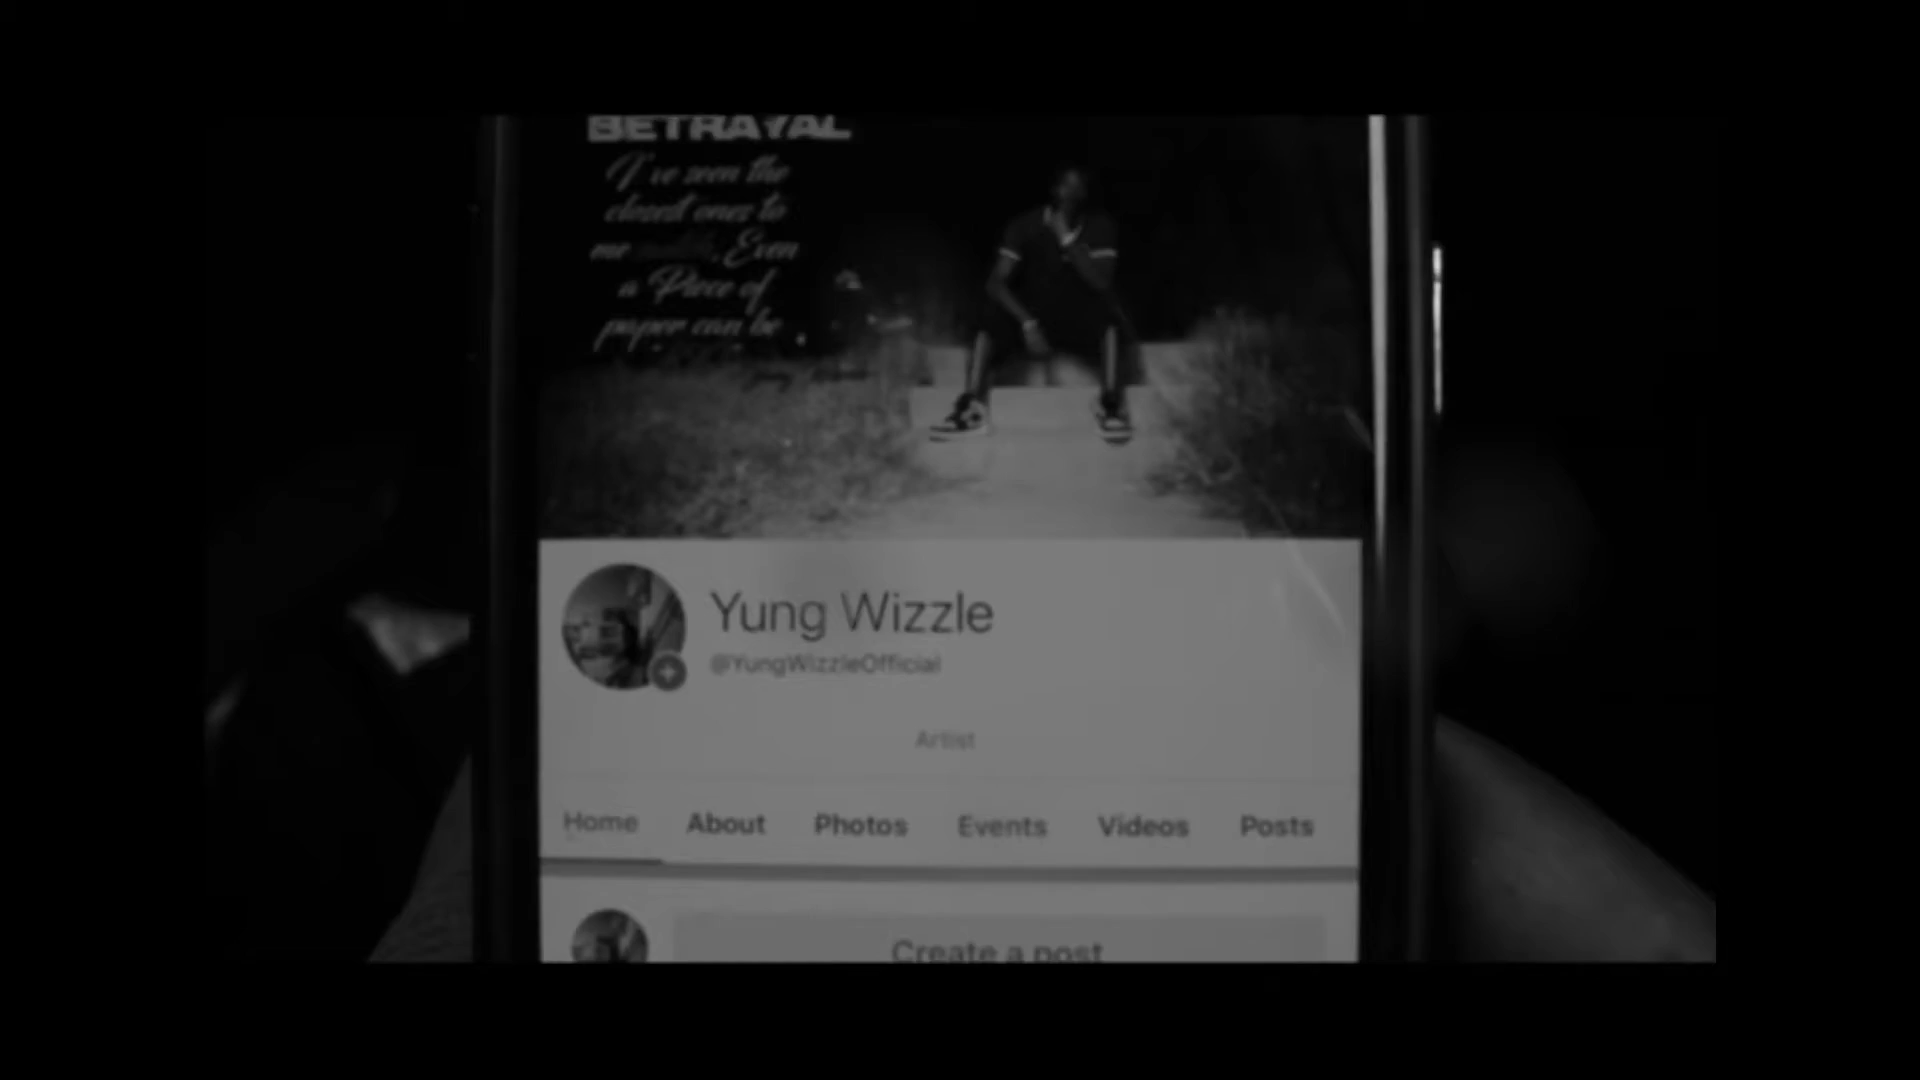 BETRAYAL
I've seen the
closest ones to
me Even
a Piece of
paper can be
Yung Wizzle
@YungWizzleOfficial
Artist
Home About Photos Events Videos Posts
Create a post